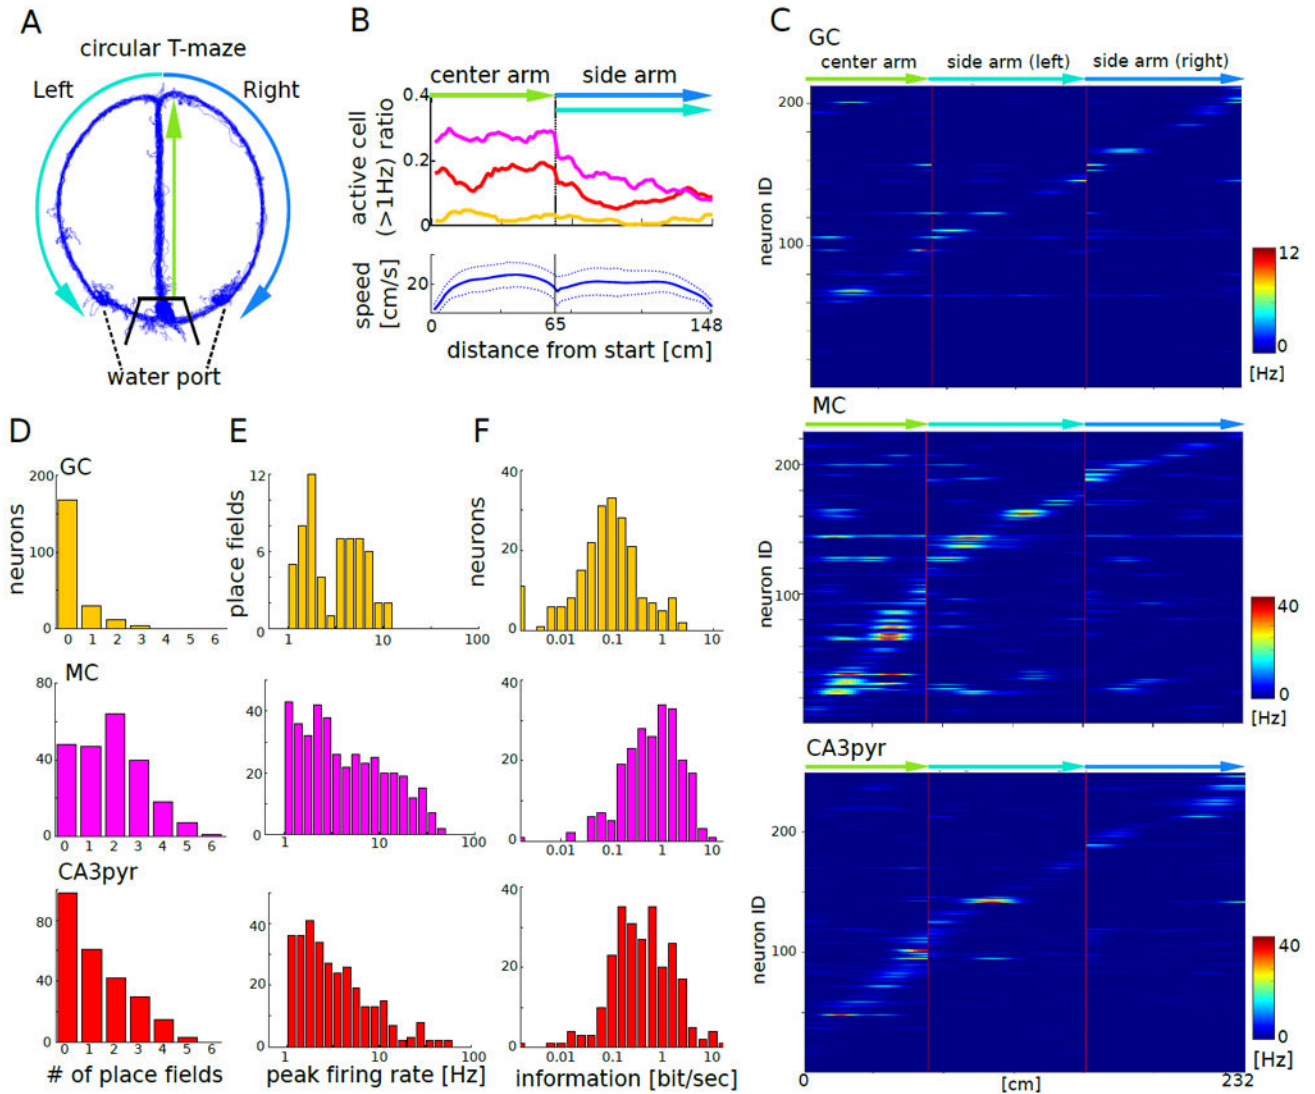 A
circular T-maze
Left
Right
water port
B
center arm
side arm
0.4
0.2
0
active cell
(>1Hz) ratio
20
speed
[cm/s]
0
65
148
distance from start [cm]
C
GC
center arm
side arm (left)
side arm (right)
200
100
neuron ID
12
0
[Hz]
MC
200
100
neuron ID
40
0
[Hz]
CA3pyr
200
100
neuron ID
40
0
[Hz]
0
[cm]
232
D
GC
200
100
0
neurons
0 1 2 3 4 5 6
MC
80
40
0
0 1 2 3 4 5 6
CA3pyr
80
40
0
0 1 2 3 4 5 6
# of place fields
E
12
6
0
place fields
1 10 100
40
20
0
1 10 100
40
20
0
1 10 100
peak firing rate [Hz]
F
40
20
0
neurons
0.01 0.1 1 10
40
20
0
0.01 0.1 1 10
40
20
0
0.01 0.1 1 10
information [bit/sec]